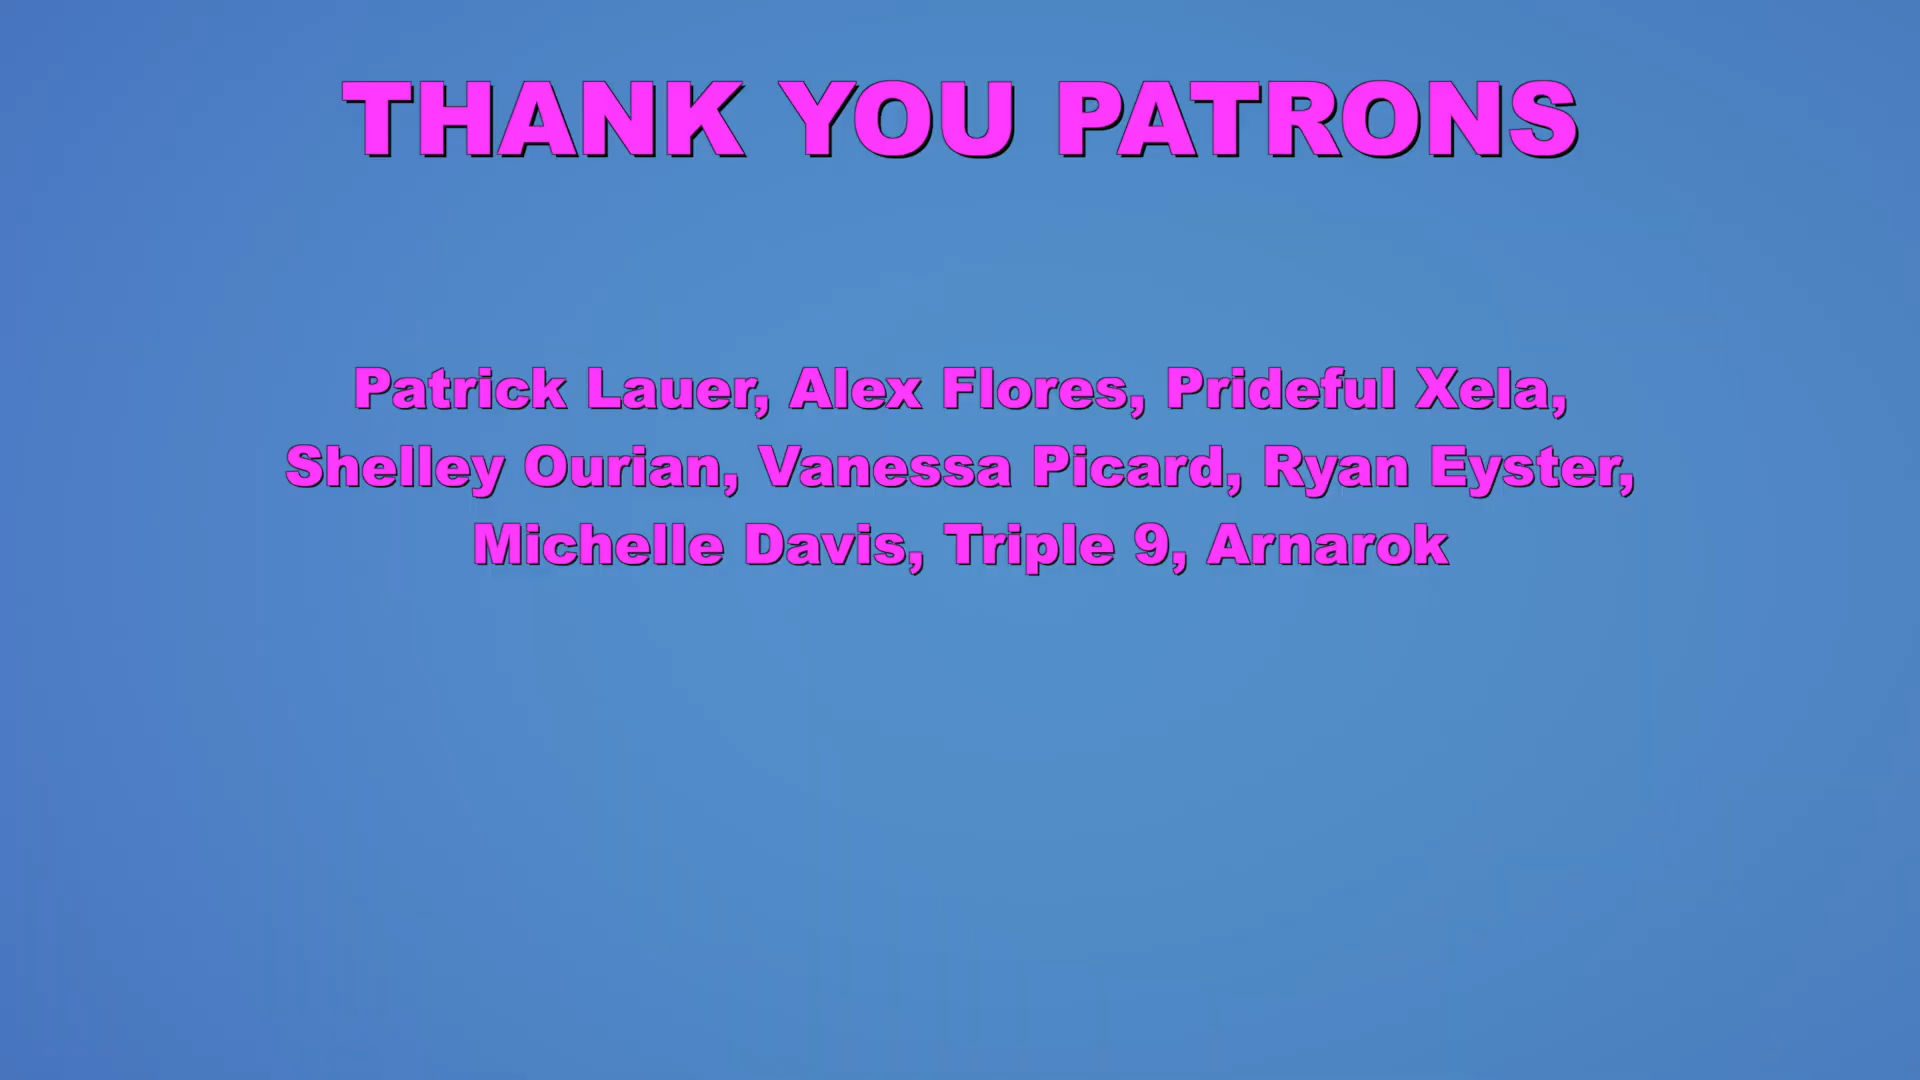 THANK YOU PATRONS
Patrick Lauer, Alex Flores, Prideful Xela,
Shelley Ourian, Vanessa Picard, Ryan Eyster,
Michelle Davis, Triple 9, Arnarok